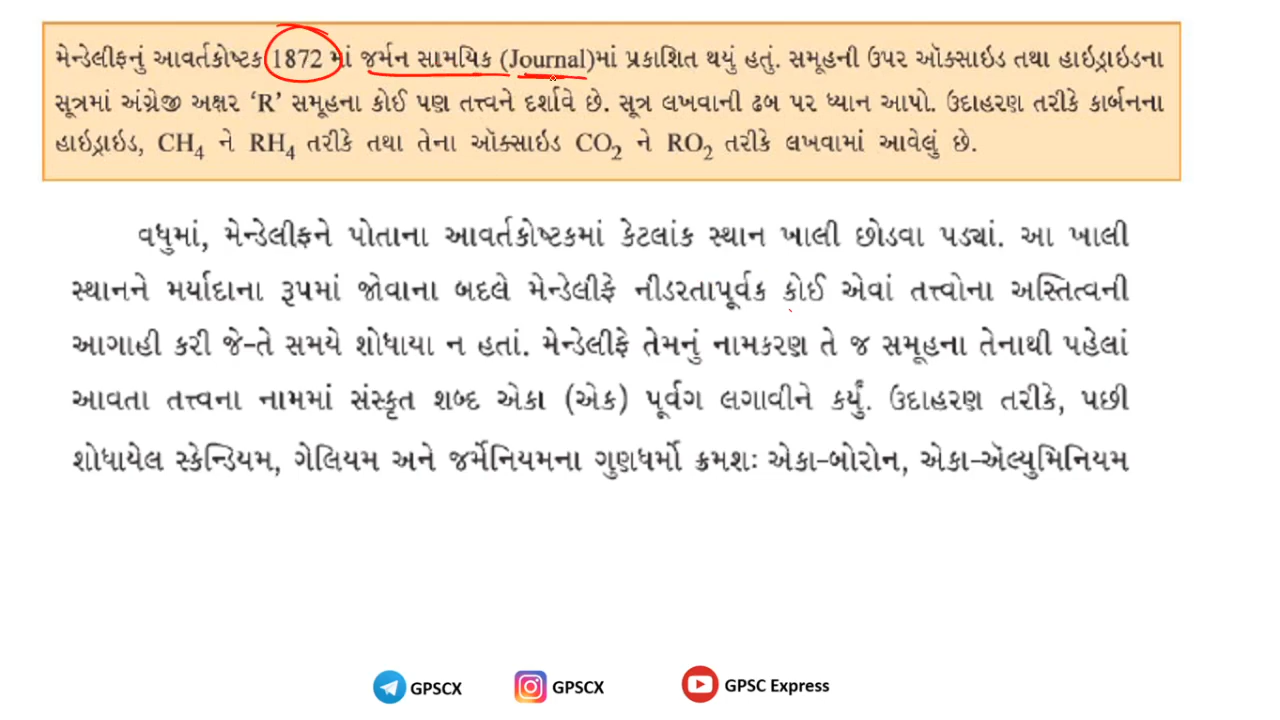 મેન્ડેલીફનું આવર્તકોષ્ટક 1872 માં જર્મન સામયિક (Journal)માં પ્રકાશિત થયું હતું. સમૂહની ઉપર ઑક્સાઇડ તથા હાઇડ્રાઇડના
સૂત્રમાં અંગ્રેજી અક્ષર ‘R’ સમૂહના કોઈ પણ તત્ત્વને દર્શાવે છે. સૂત્ર લખવાની ઢબ પર ધ્યાન આપો. ઉદાહરણ તરીકે કાર્બનના
હાઇડ્રાઇડ, CH₄ ને RH₄ તરીકે તથા તેના ઑક્સાઇડ CO₂ ને RO₂ તરીકે લખવામાં આવેલું છે.
વધુમાં, મેન્ડેલીફને પોતાના આવર્તકોષ્ટકમાં કેટલાંક સ્થાન ખાલી છોડવા પડ્યાં. આ ખાલી
સ્થાનને મર્યાદાના રૂપમાં જોવાના બદલે મેન્ડેલીફે નીડરતાપૂર્વક કોઈ એવાં તત્ત્વોના અસ્તિત્વની
આગાહી કરી જે-તે સમયે શોધાયા ન હતાં. મેન્ડેલીફે તેમનું નામકરણ તે જ સમૂહના તેનાથી પહેલાં
આવતા તત્ત્વના નામમાં સંસ્કૃત શબ્દ એકા (એક) પૂર્વગ લગાવીને કર્યું. ઉદાહરણ તરીકે, પછી
શોધાયેલ સ્કેન્ડિયમ, ગેલિયમ અને જર્મેનિયમના ગુણધર્મો ક્રમશઃ એકા-બોરોન, એકા-ઍલ્યુમિનિયમ
GPSCX GPSCX GPSC Express